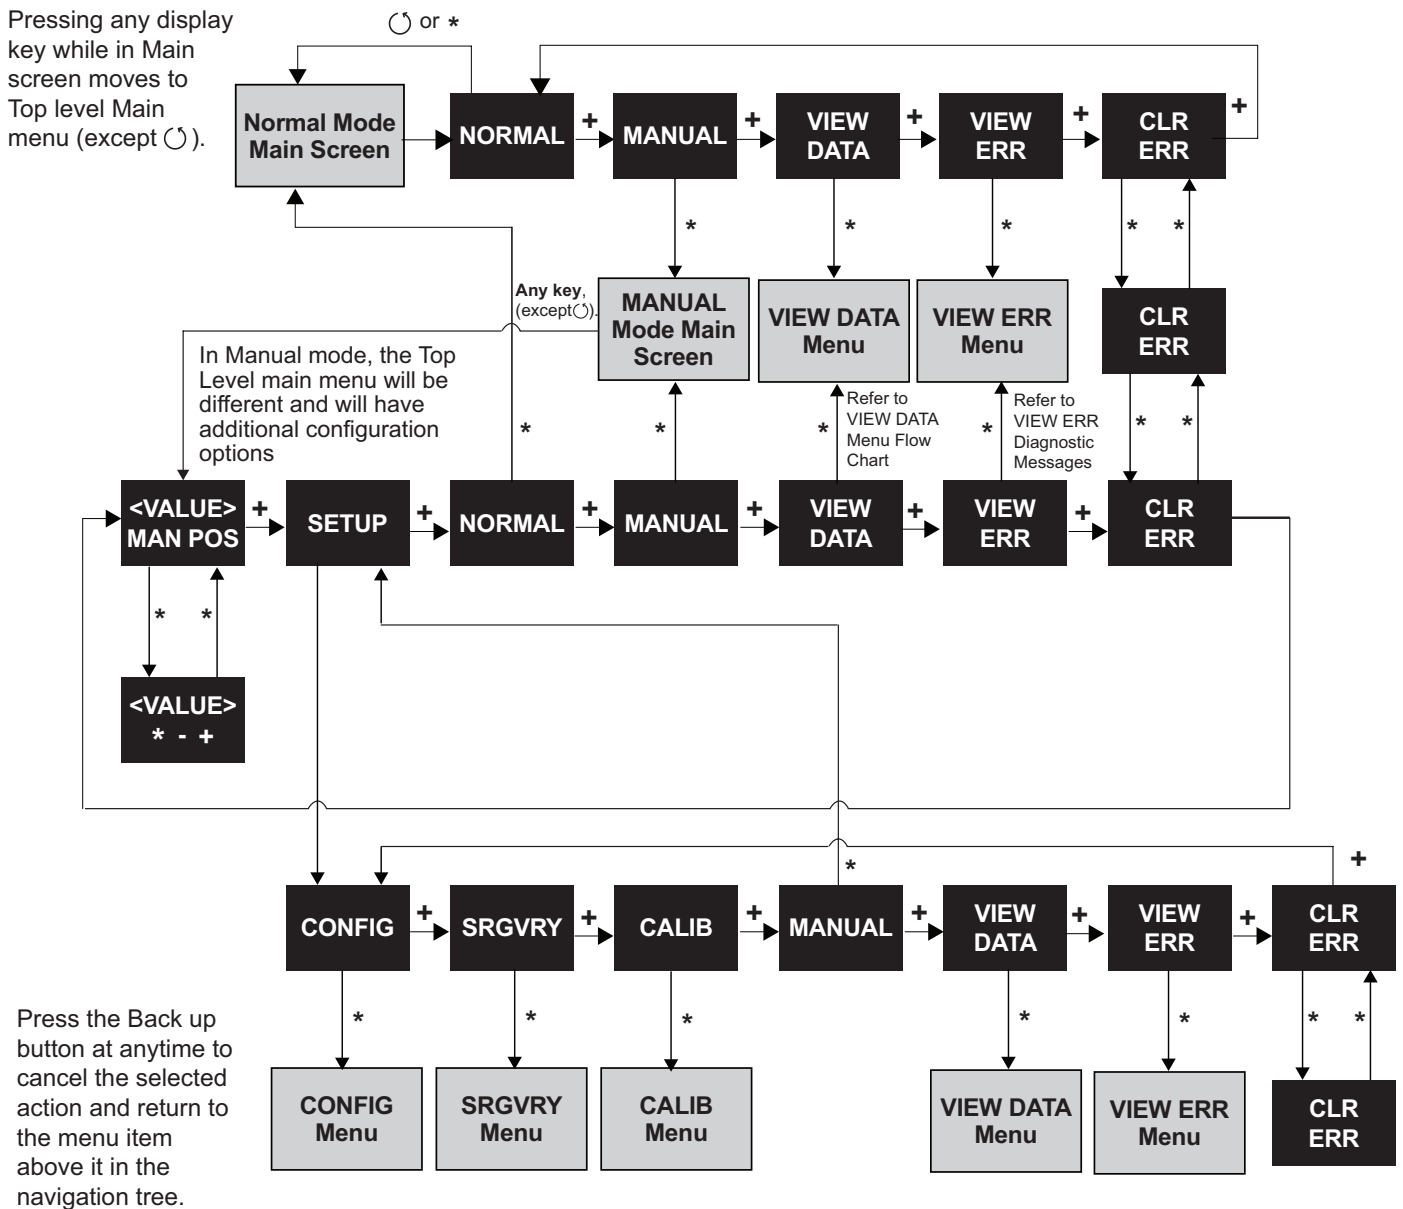 Pressing any display
key while in Main
screen moves to
Top level Main
menu (except ↺).
↺ or *
Normal Mode
Main Screen
NORMAL
+
MANUAL
+
VIEW
DATA
+
VIEW
ERR
+
CLR
ERR
+
*
*
*
*
*
Any key,
(except↺).
MANUAL
Mode Main
Screen
VIEW DATA
Menu
VIEW ERR
Menu
CLR
ERR
In Manual mode, the Top
Level main menu will be
different and will have
additional configuration
options
*
*
*
Refer to
VIEW DATA
Menu Flow
Chart
*
Refer to
VIEW ERR
Diagnostic
Messages
*
*
<VALUE>
MAN POS
+
SETUP
+
NORMAL
+
MANUAL
+
VIEW
DATA
+
VIEW
ERR
+
CLR
ERR
*
*
<VALUE>
* - +
*
+
CONFIG
+
SRGVRY
+
CALIB
+
MANUAL
+
VIEW
DATA
+
VIEW
ERR
+
CLR
ERR
*
*
*
*
*
*
*
Press the Back up
button at anytime to
cancel the selected
action and return to
the menu item
above it in the
navigation tree.
CONFIG
Menu
SRGVRY
Menu
CALIB
Menu
VIEW DATA
Menu
VIEW ERR
Menu
CLR
ERR